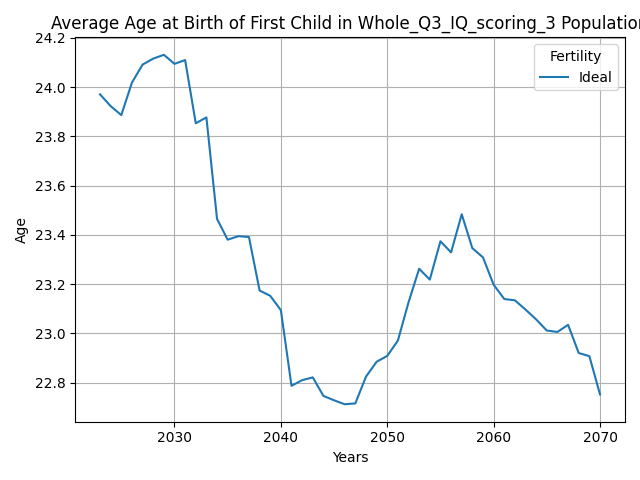 Average Age at Birth of First Child in Whole_Q3_IQ_scoring_3 Population
24.2
24.0
23.8
23.6
23.4
23.2
23.0
22.8
Age
Fertility
Ideal
2030 2040 2050 2060 2070
Years